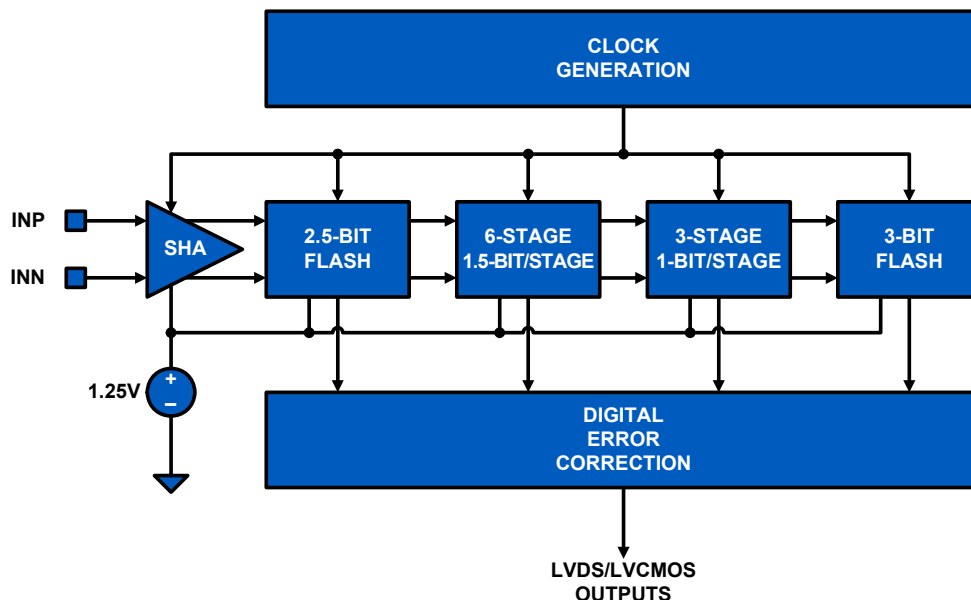 CLOCK
GENERATION
INP
INN
SHA
2.5-BIT
FLASH
6-STAGE
1.5-BIT/STAGE
3-STAGE
1-BIT/STAGE
3-BIT
FLASH
1.25V
+
–
DIGITAL
ERROR
CORRECTION
LVDS/LVCMOS
OUTPUTS